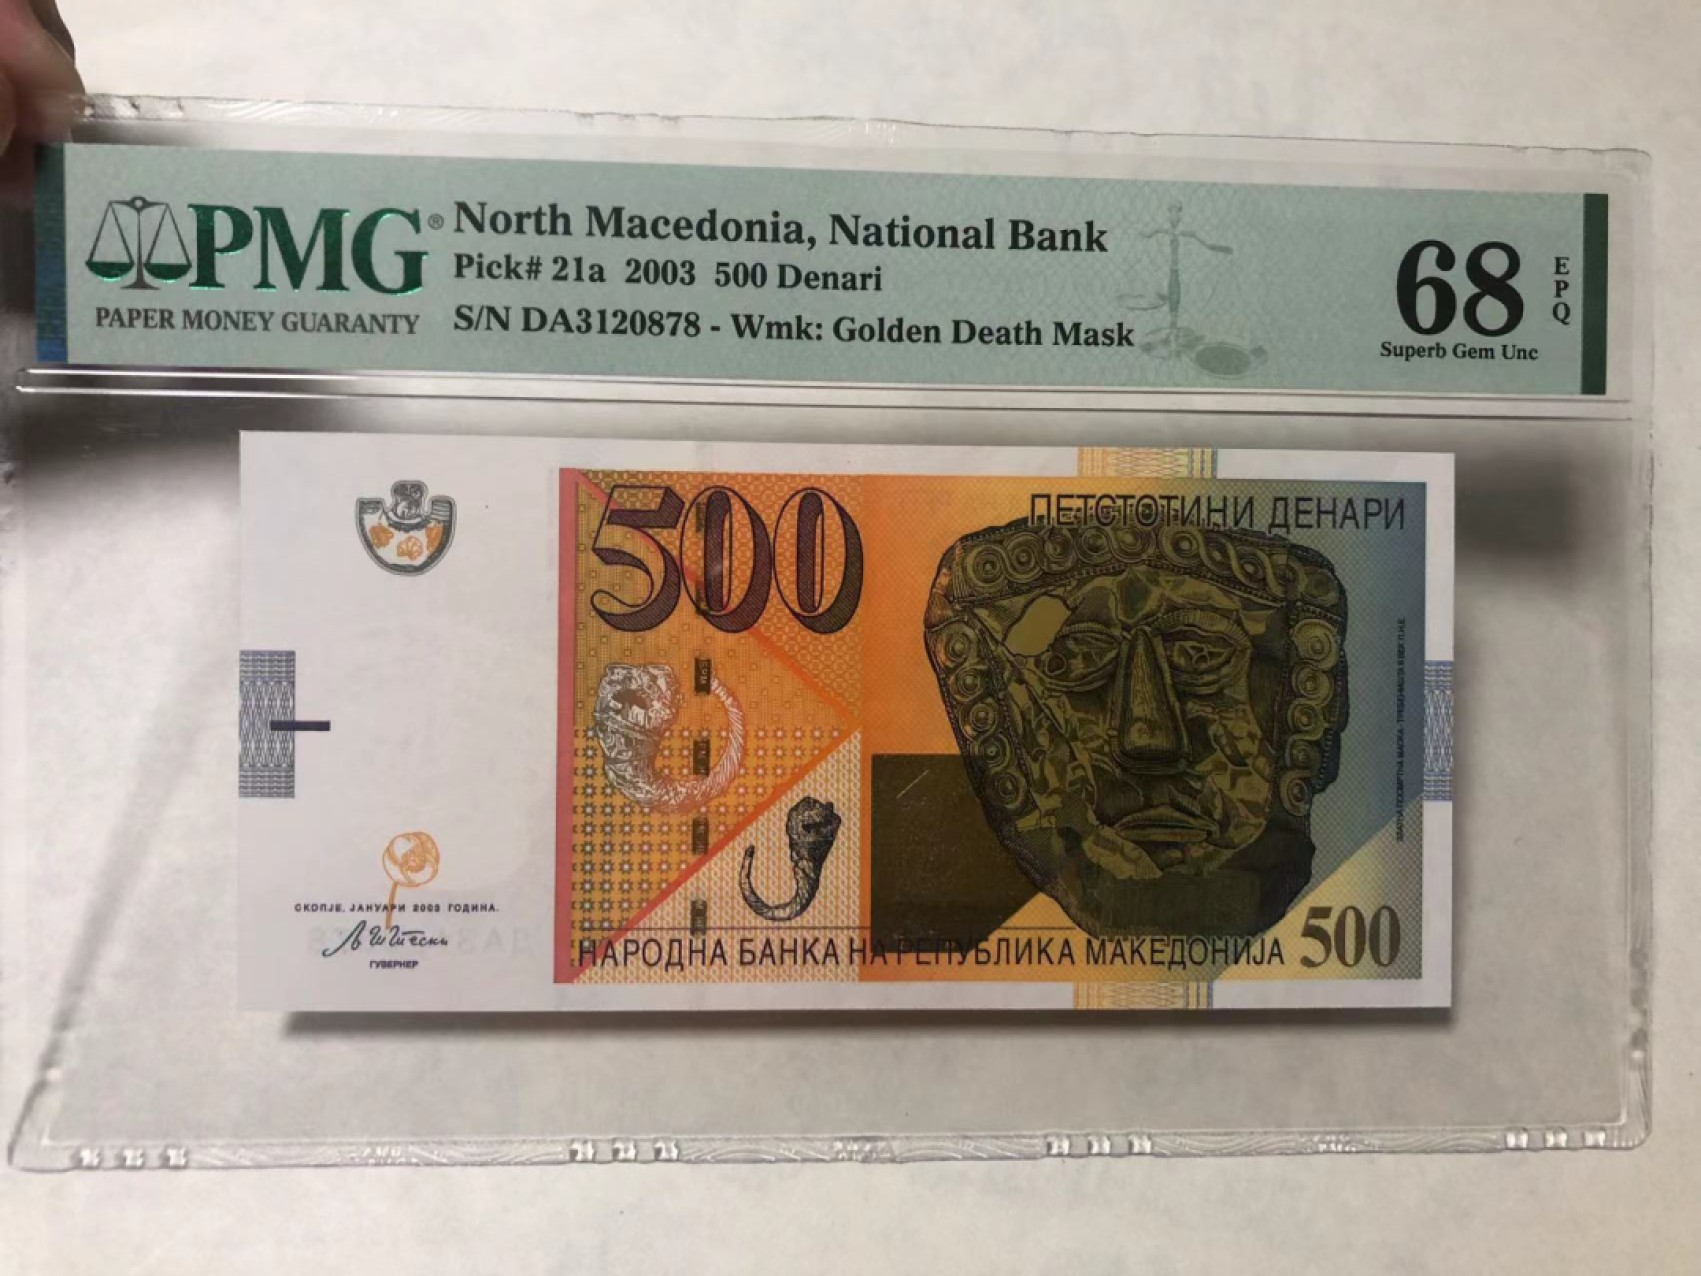 PMG®
PAPER MONEY GUARANTY
North Macedonia, National Bank
Pick# 21a 2003 500 Denari
S/N DA3120878 - Wmk: Golden Death Mask
68
EPQ
Superb Gem Unc
500
ПЕТСТОТИНИ ДЕНАРИ
СКОПЈЕ, ЈАНУАРИ 2003 ГОДИНА.
ГУВЕРНЕР
НАРОДНА БАНКА НА РЕПУБЛИКА МАКЕДОНИЈА 500